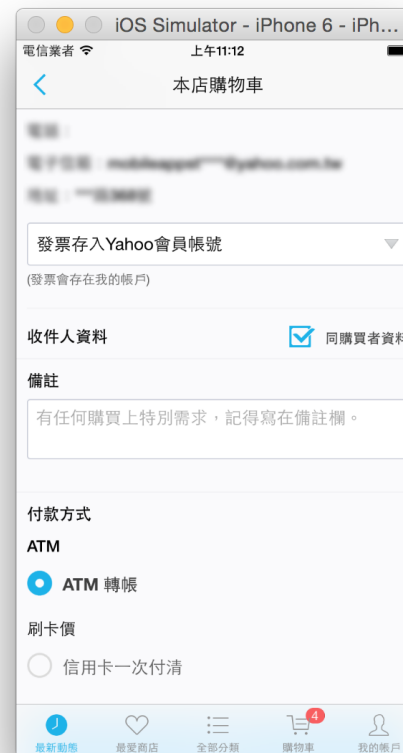 iOS Simulator - iPhone 6 - iPh...
電信業者 上午11:12
本店購物車
發票存入Yahoo會員帳號
(發票會存在我的帳戶)
收件人資料 同購買者資料
備註
有任何購買上特別需求，記得寫在備註欄。
付款方式
ATM
ATM 轉帳
刷卡價
信用卡一次付清
4
最新動態 最愛商店 全部分類 購物車 我的帳戶